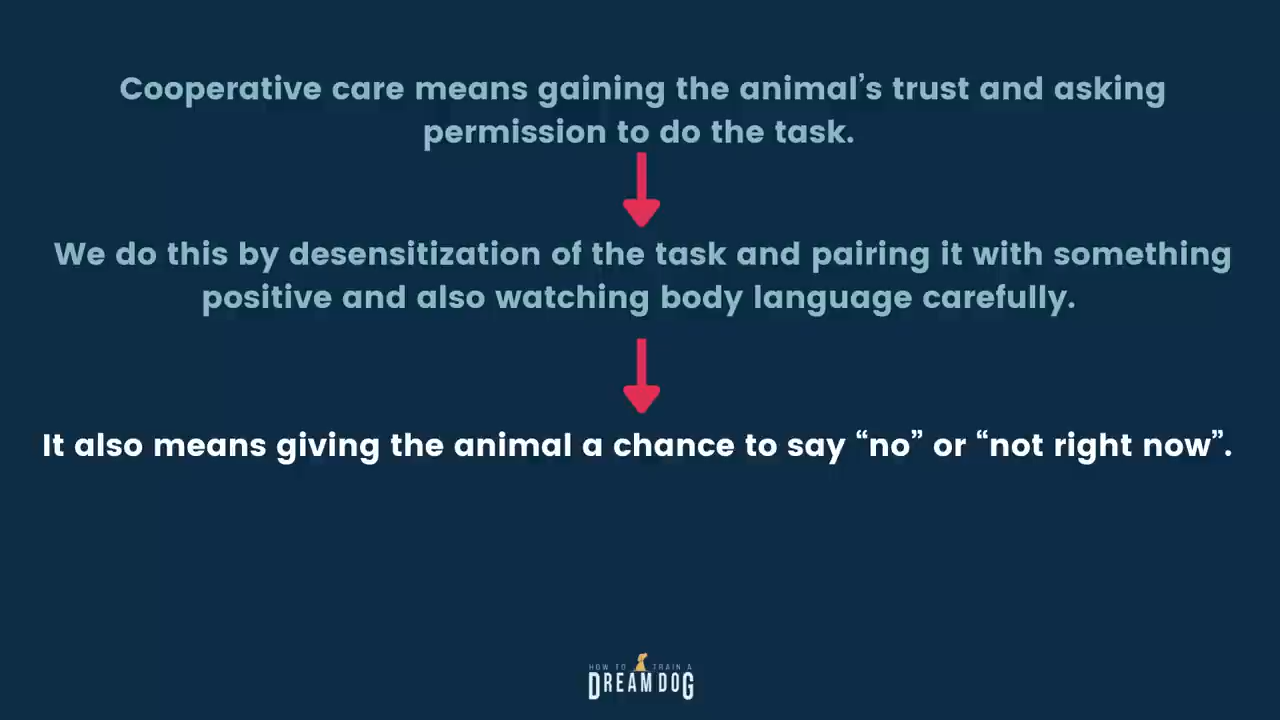 Cooperative care means gaining the animal’s trust and asking
permission to do the task.
We do this by desensitization of the task and pairing it with something
positive and also watching body language carefully.
It also means giving the animal a chance to say “no” or “not right now”.
HOW TO TRAIN A
DREAM DOG